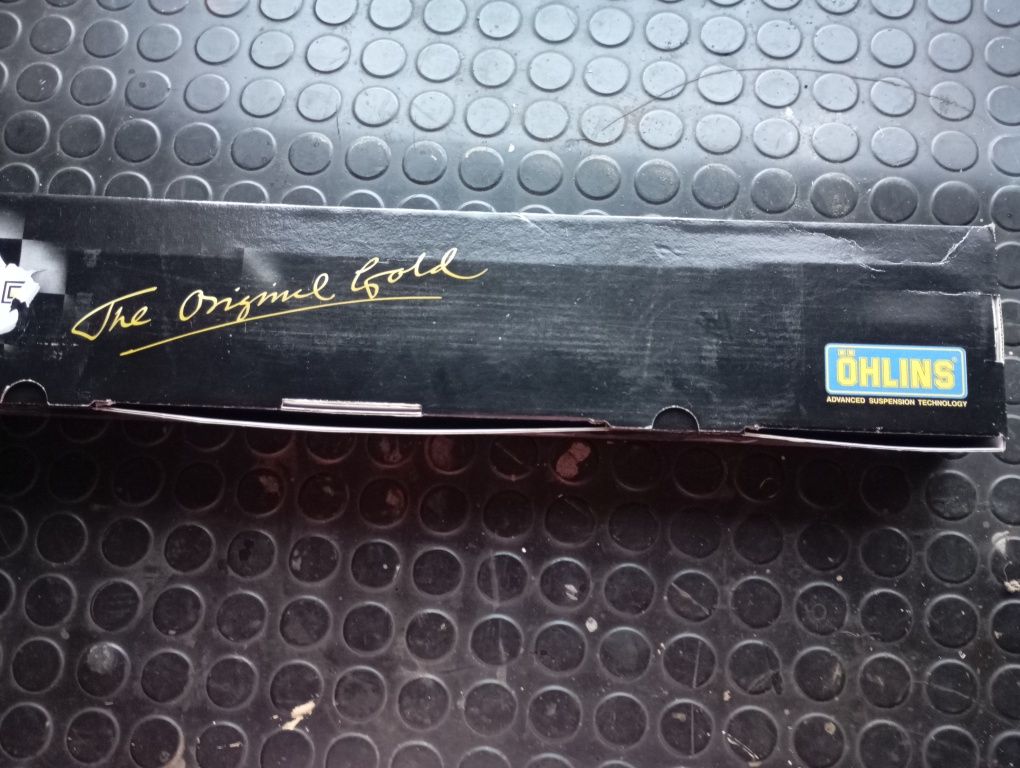 The Original Gold
ÖHLINS
ADVANCED SUSPENSION TECHNOLOGY